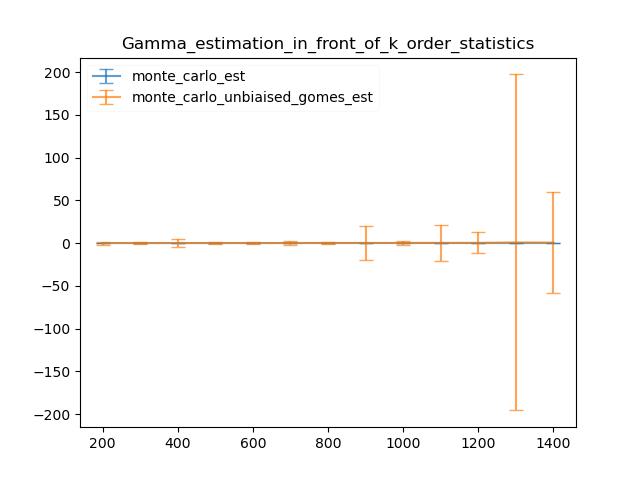 Gamma_estimation_in_front_of_k_order_statistics
monte_carlo_est
monte_carlo_unbiaised_gomes_est
200
150
100
50
0
−50
−100
−150
−200
200 400 600 800 1000 1200 1400